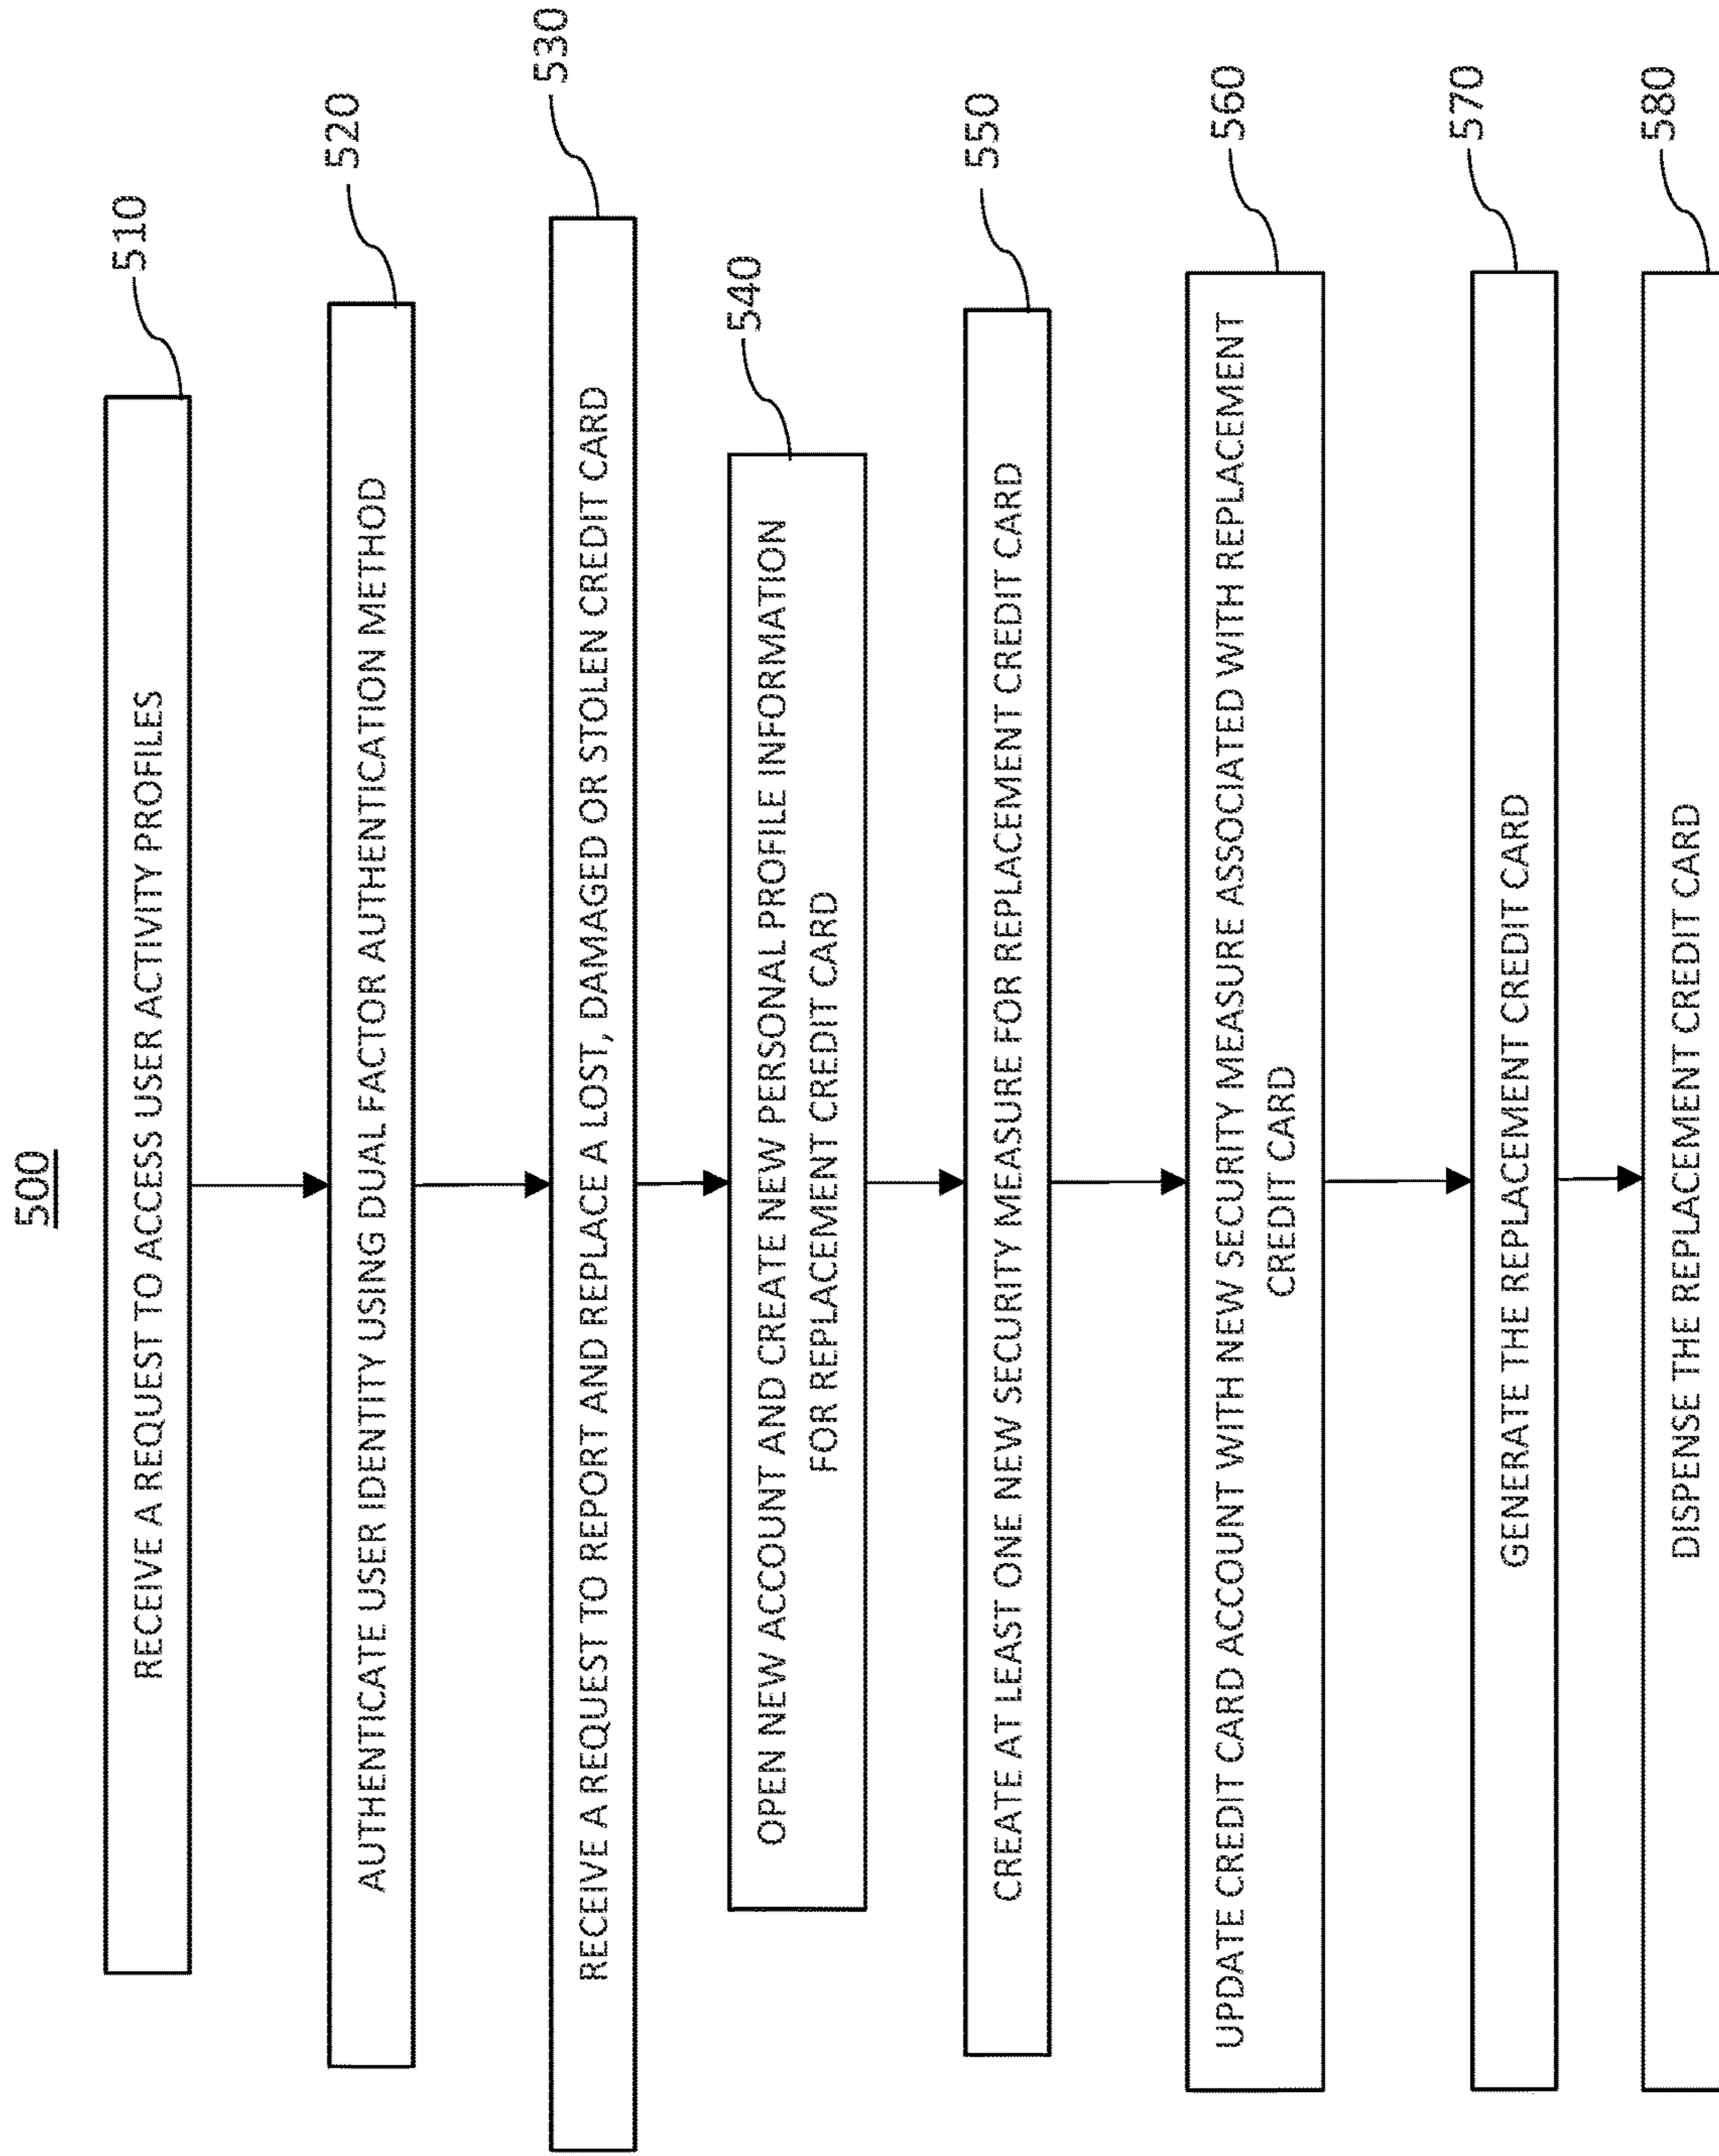 500
RECEIVE A REQUEST TO ACCESS USER ACTIVITY PROFILES
510
AUTHENTICATE USER IDENTITY USING DUAL FACTOR AUTHENTICATION METHOD
520
RECEIVE A REQUEST TO REPORT AND REPLACE A LOST, DAMAGED OR STOLEN CREDIT CARD
530
OPEN NEW ACCOUNT AND CREATE NEW PERSONAL PROFILE INFORMATION
FOR REPLACEMENT CREDIT CARD
540
CREATE AT LEAST ONE NEW SECURITY MEASURE FOR REPLACEMENT CREDIT CARD
550
UPDATE CREDIT CARD ACCOUNT WITH NEW SECURITY MEASURE ASSOCIATED WITH REPLACEMENT
CREDIT CARD
560
GENERATE THE REPLACEMENT CREDIT CARD
570
DISPENSE THE REPLACEMENT CREDIT CARD
580